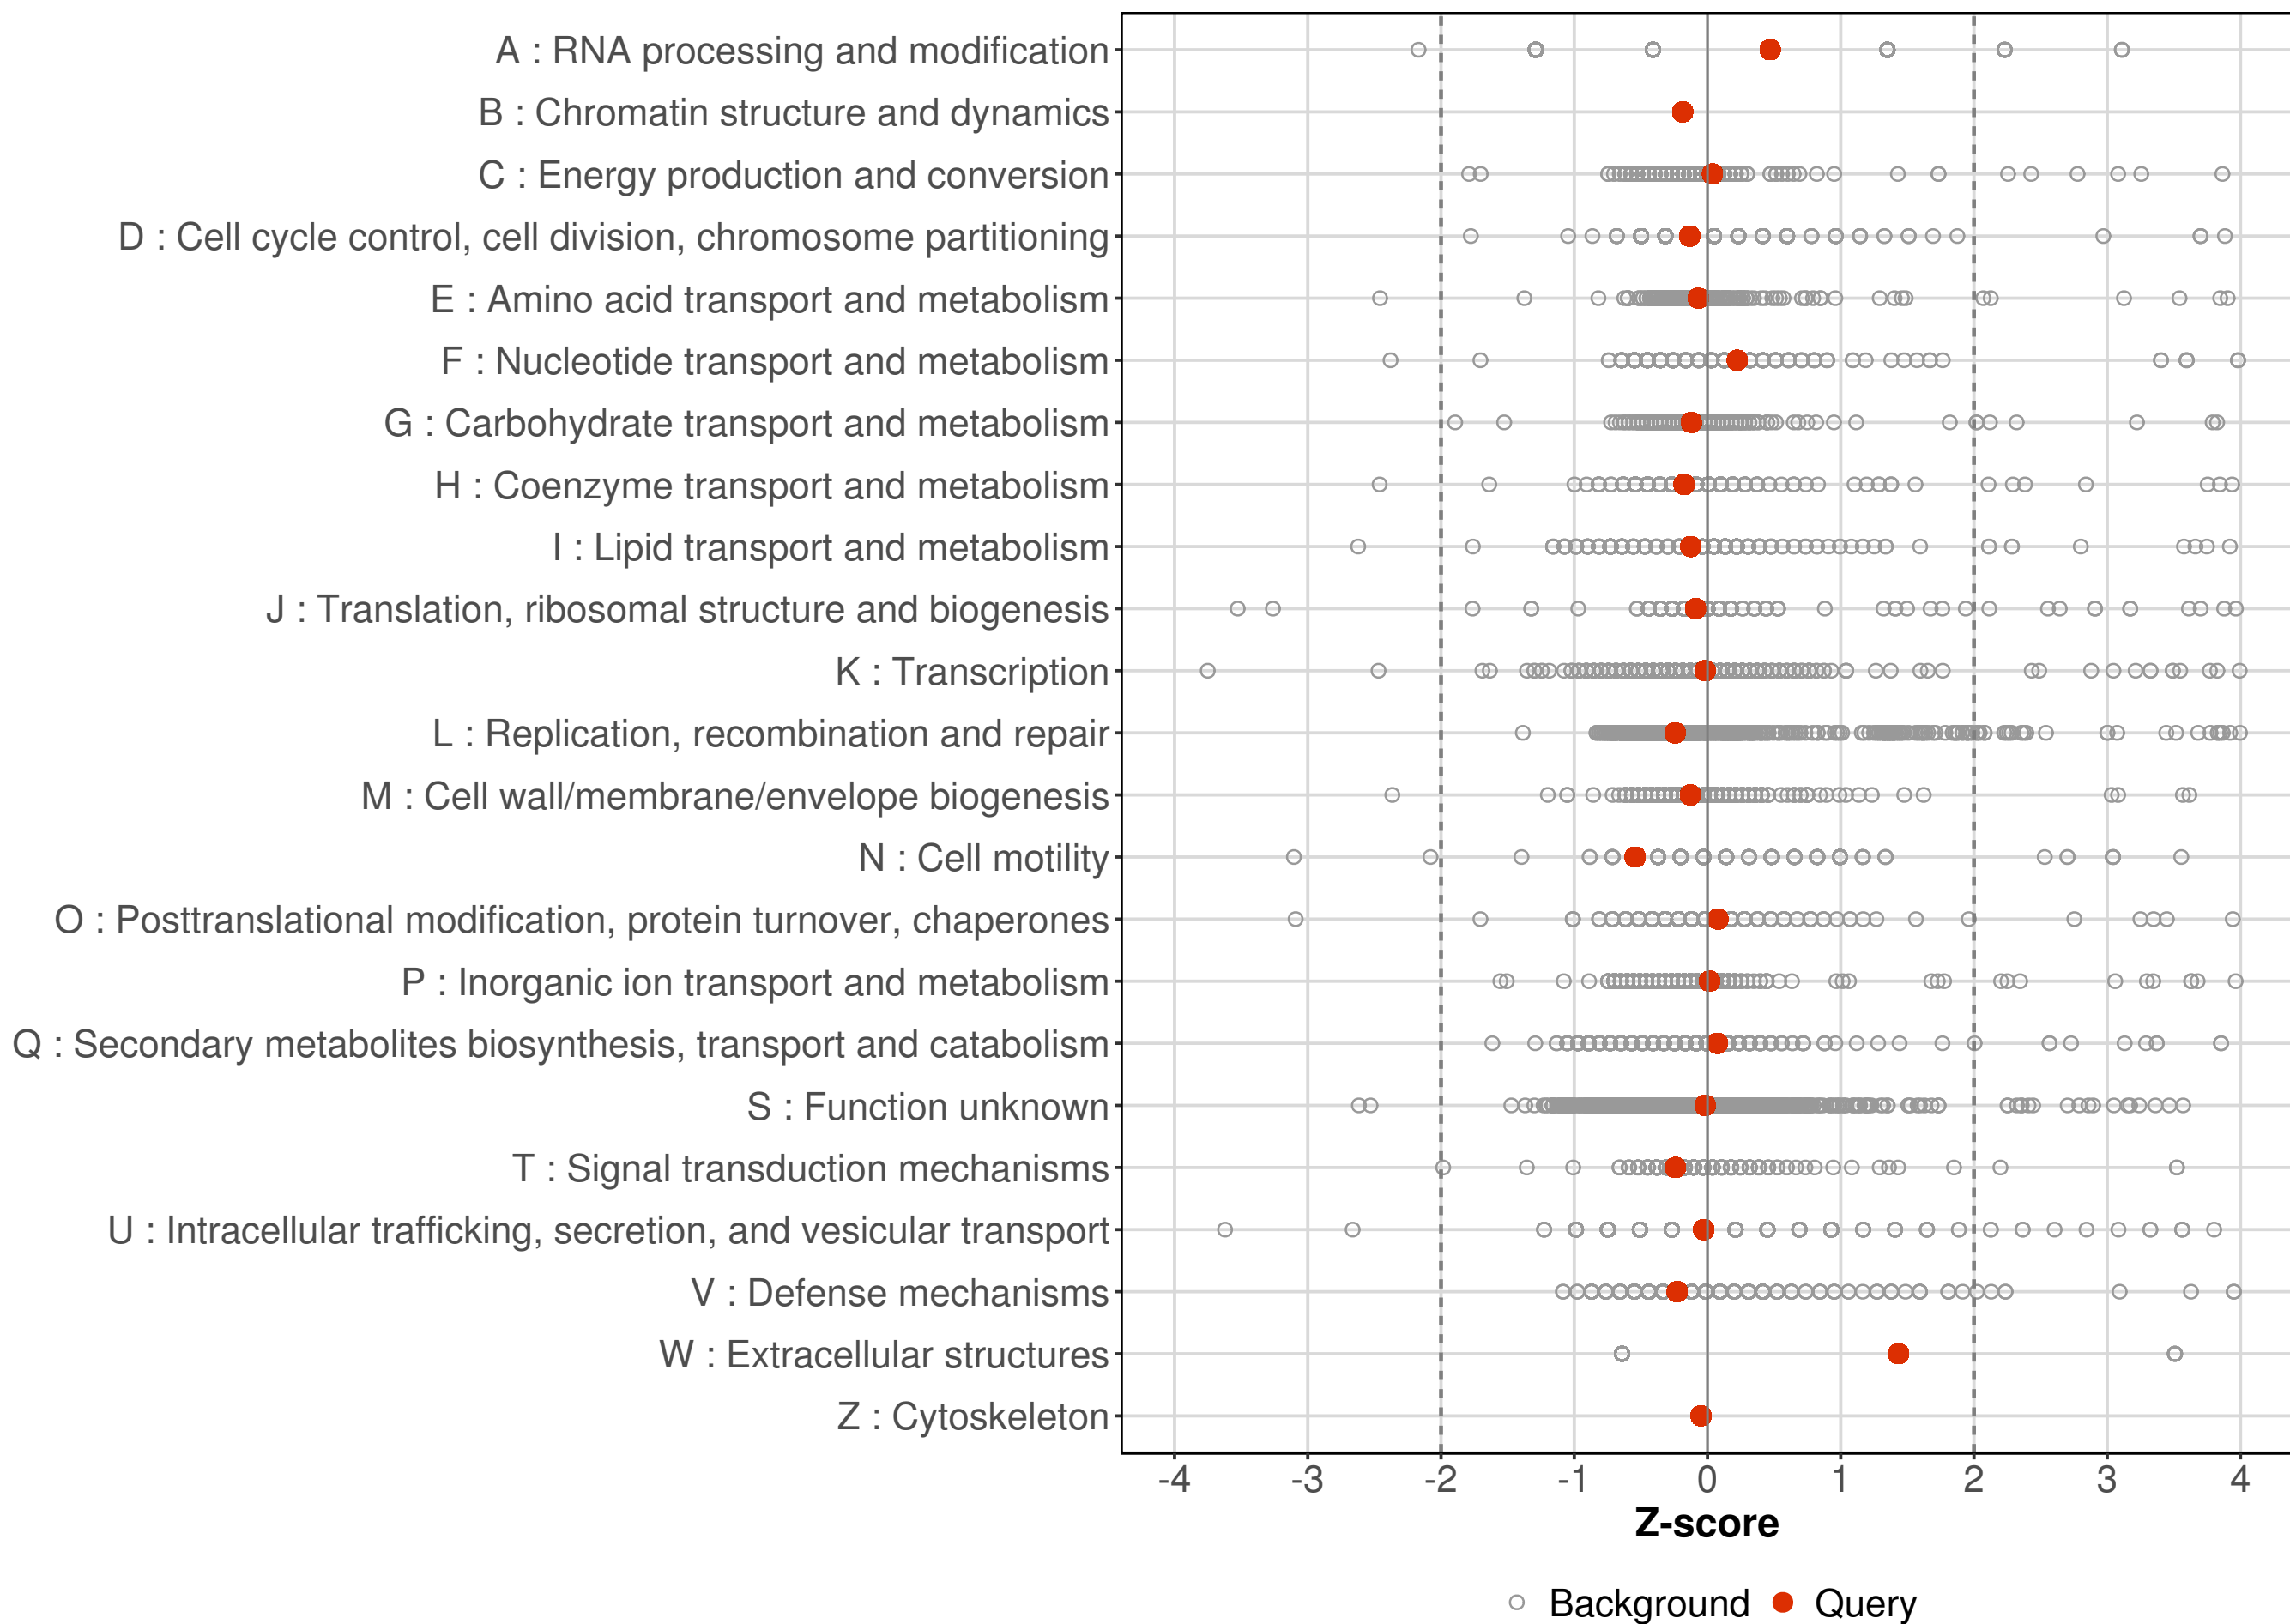 A : RNA processing and modification
B : Chromatin structure and dynamics
C : Energy production and conversion
D : Cell cycle control, cell division, chromosome partitioning
E : Amino acid transport and metabolism
F : Nucleotide transport and metabolism
G : Carbohydrate transport and metabolism
H : Coenzyme transport and metabolism
I : Lipid transport and metabolism
J : Translation, ribosomal structure and biogenesis
K : Transcription
L : Replication, recombination and repair
M : Cell wall/membrane/envelope biogenesis
N : Cell motility
O : Posttranslational modification, protein turnover, chaperones
P : Inorganic ion transport and metabolism
Q : Secondary metabolites biosynthesis, transport and catabolism
S : Function unknown
T : Signal transduction mechanisms
U : Intracellular trafficking, secretion, and vesicular transport
V : Defense mechanisms
W : Extracellular structures
Z : Cytoskeleton
-4 -3 -2 -1 0 1 2 3 4
Z-score
Background Query